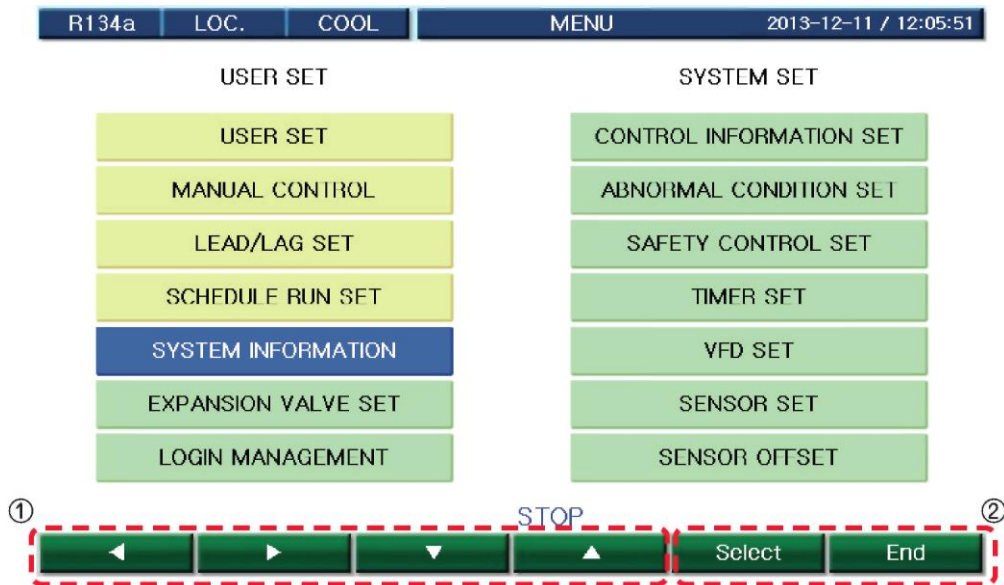 R134a LOC. COOL MENU 2013-12-11 / 12:05:51
USER SET
USER SET
MANUAL CONTROL
LEAD/LAG SET
SCHEDULE RUN SET
SYSTEM INFORMATION
EXPANSION VALVE SET
LOGIN MANAGEMENT
SYSTEM SET
CONTROL INFORMATION SET
ABNORMAL CONDITION SET
SAFETY CONTROL SET
TIMER SET
VFD SET
SENSOR SET
SENSOR OFFSET
STOP
① ②
◀ ▶ ▼ ▲ Select End